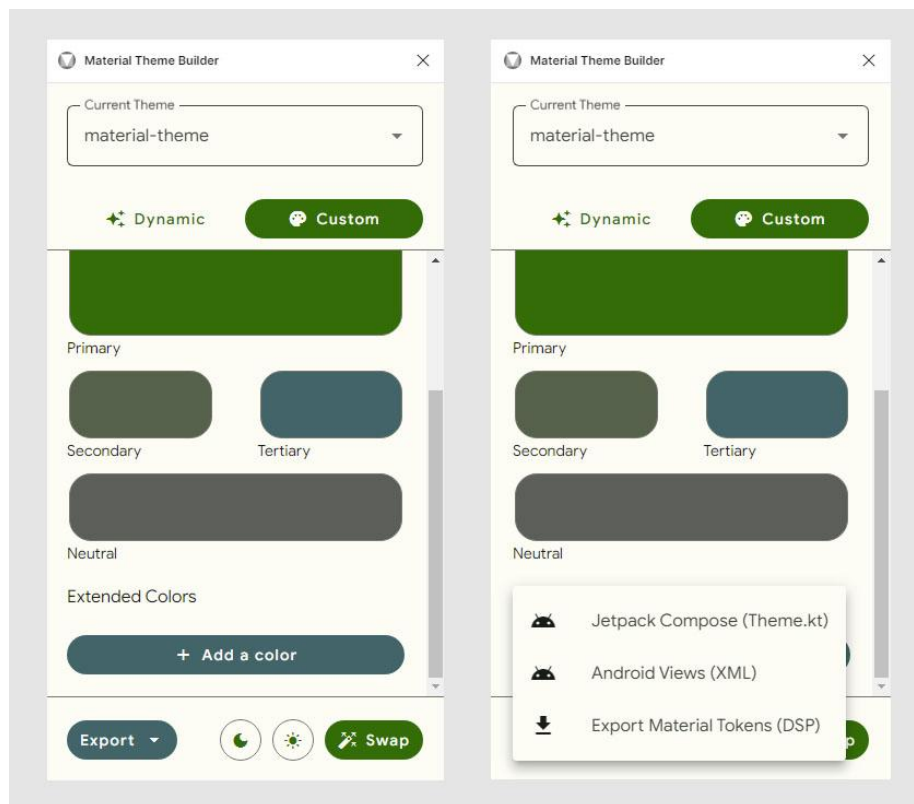 Material Theme Builder
Current Theme
material-theme
Dynamic
Custom
Primary
Secondary
Tertiary
Neutral
Extended Colors
+ Add a color
Export
Swap
Material Theme Builder
Current Theme
material-theme
Dynamic
Custom
Primary
Secondary
Tertiary
Neutral
Jetpack Compose (Theme.kt)
Android Views (XML)
Export Material Tokens (DSP)
p